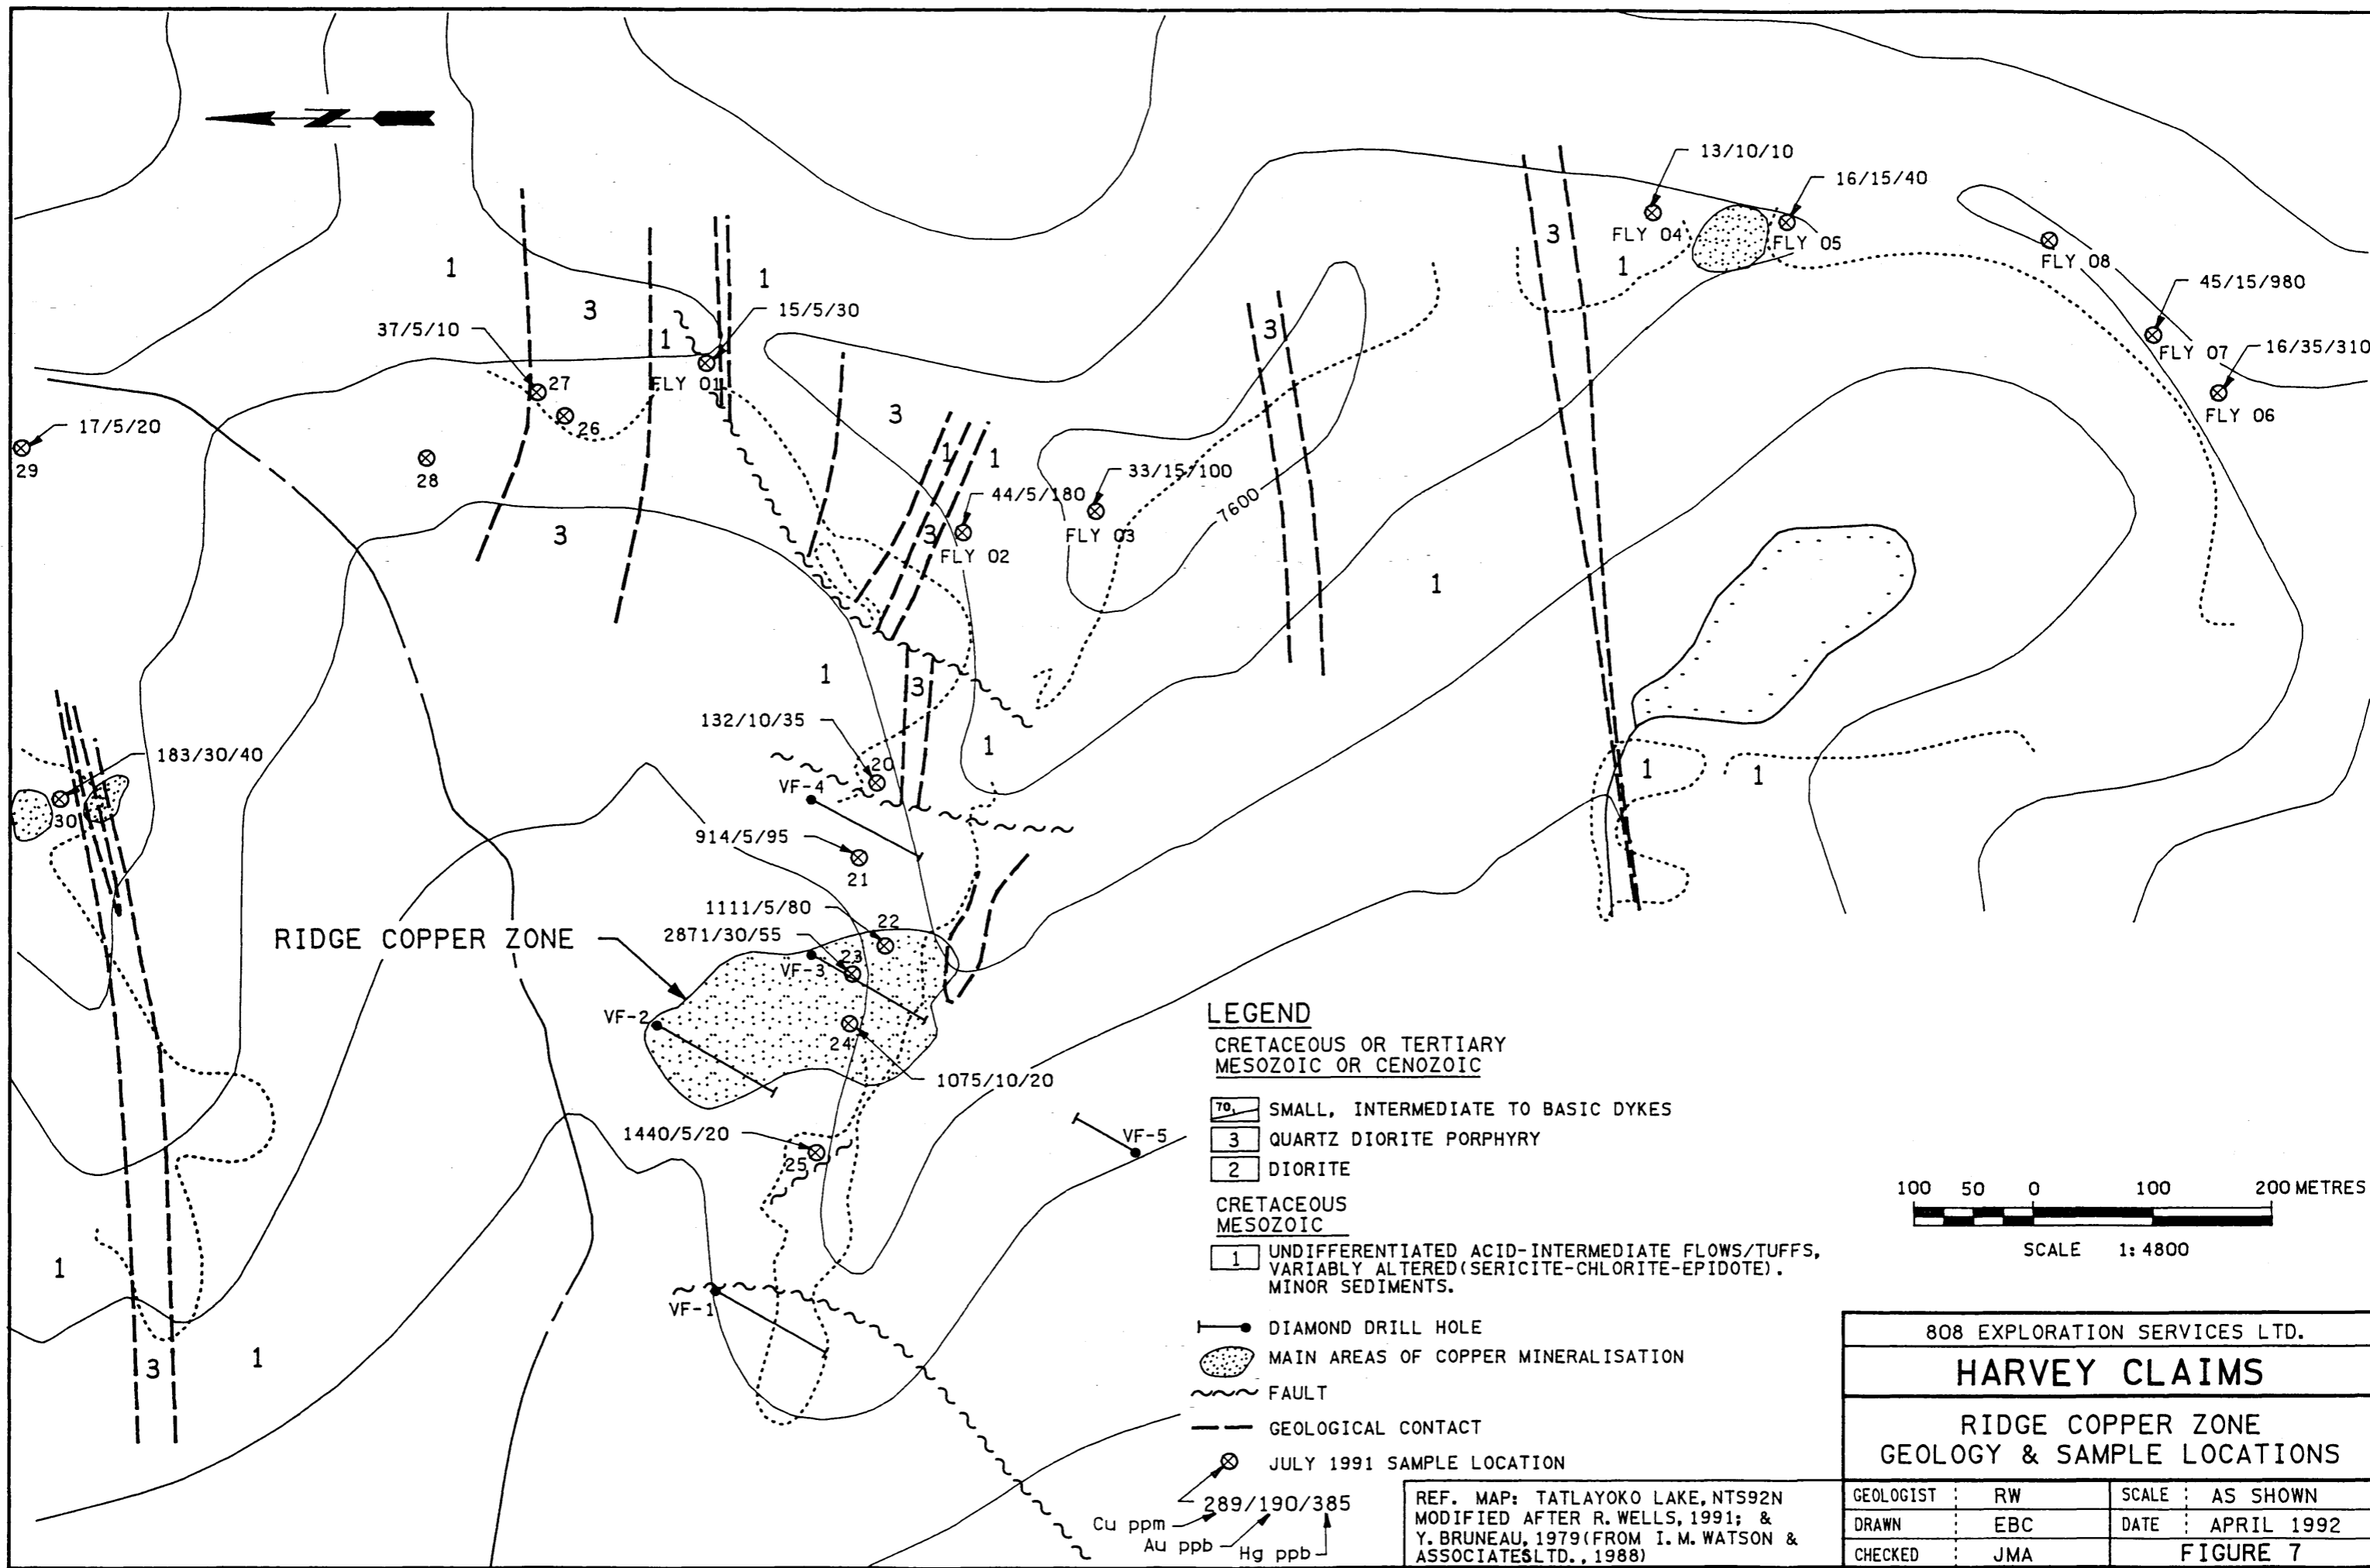 N
13/10/10
16/15/40
FLY 04
FLY 05
3
1
FLY 08
45/15/980
FLY 07
16/35/310
FLY 06
1
1
3
15/5/30
37/5/10
1
3
27
FLY 01
26
3
17/5/20
29
28
1
1
33/15/100
44/5/180
7600
3
3
FLY 02
FLY 03
1
1
3
132/10/35
1
183/30/40
20
1
1
VF-4
30
1
914/5/95
21
1111/5/80
22
RIDGE COPPER ZONE
2871/30/55
23
VF-3
VF-2
24
1075/10/20
1440/5/20
VF-5
25
1
VF-1
3
1
LEGEND
CRETACEOUS OR TERTIARY
MESOZOIC OR CENOZOIC
70 SMALL, INTERMEDIATE TO BASIC DYKES
3 QUARTZ DIORITE PORPHYRY
2 DIORITE
CRETACEOUS
MESOZOIC
1 UNDIFFERENTIATED ACID-INTERMEDIATE FLOWS/TUFFS,
VARIABLY ALTERED(SERICITE-CHLORITE-EPIDOTE).
MINOR SEDIMENTS.
DIAMOND DRILL HOLE
MAIN AREAS OF COPPER MINERALISATION
FAULT
GEOLOGICAL CONTACT
JULY 1991 SAMPLE LOCATION
289/190/385
Cu ppm
Au ppb
Hg ppb
100 50 0 100 200 METRES
SCALE 1:4800
REF. MAP: TATLAYOKO LAKE, NTS92N
MODIFIED AFTER R. WELLS, 1991; &
Y. BRUNEAU, 1979(FROM I. M. WATSON &
ASSOCIATES LTD., 1988)
808 EXPLORATION SERVICES LTD.
HARVEY CLAIMS
RIDGE COPPER ZONE
GEOLOGY & SAMPLE LOCATIONS
GEOLOGIST RW SCALE AS SHOWN
DRAWN EBC DATE APRIL 1992
CHECKED JMA FIGURE 7